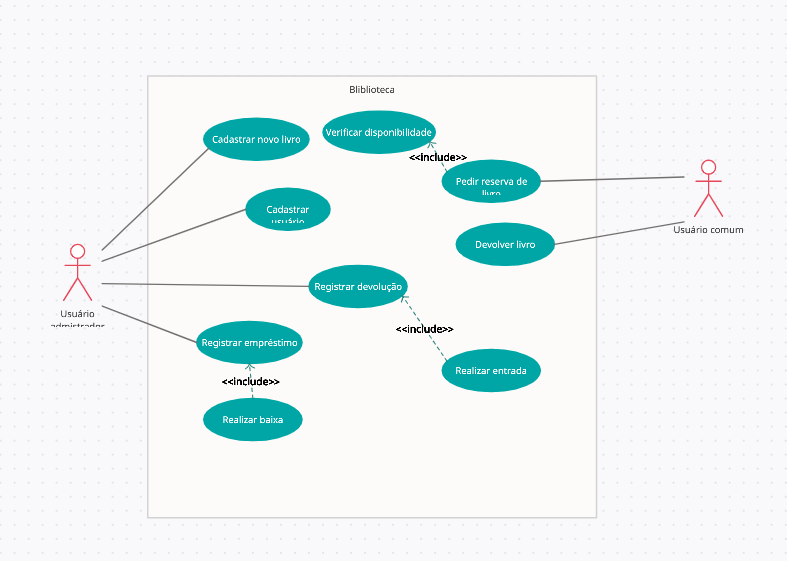 Bliblioteca
Cadastrar novo livro
Verificar disponibilidade
<<include>>
Pedir reserva de
livro
Cadastrar
usuário
Usuário comum
Devolver livro
Usuário
admistrador
Registrar devolução
<<include>>
Registrar empréstimo
Realizar entrada
<<include>>
Realizar baixa